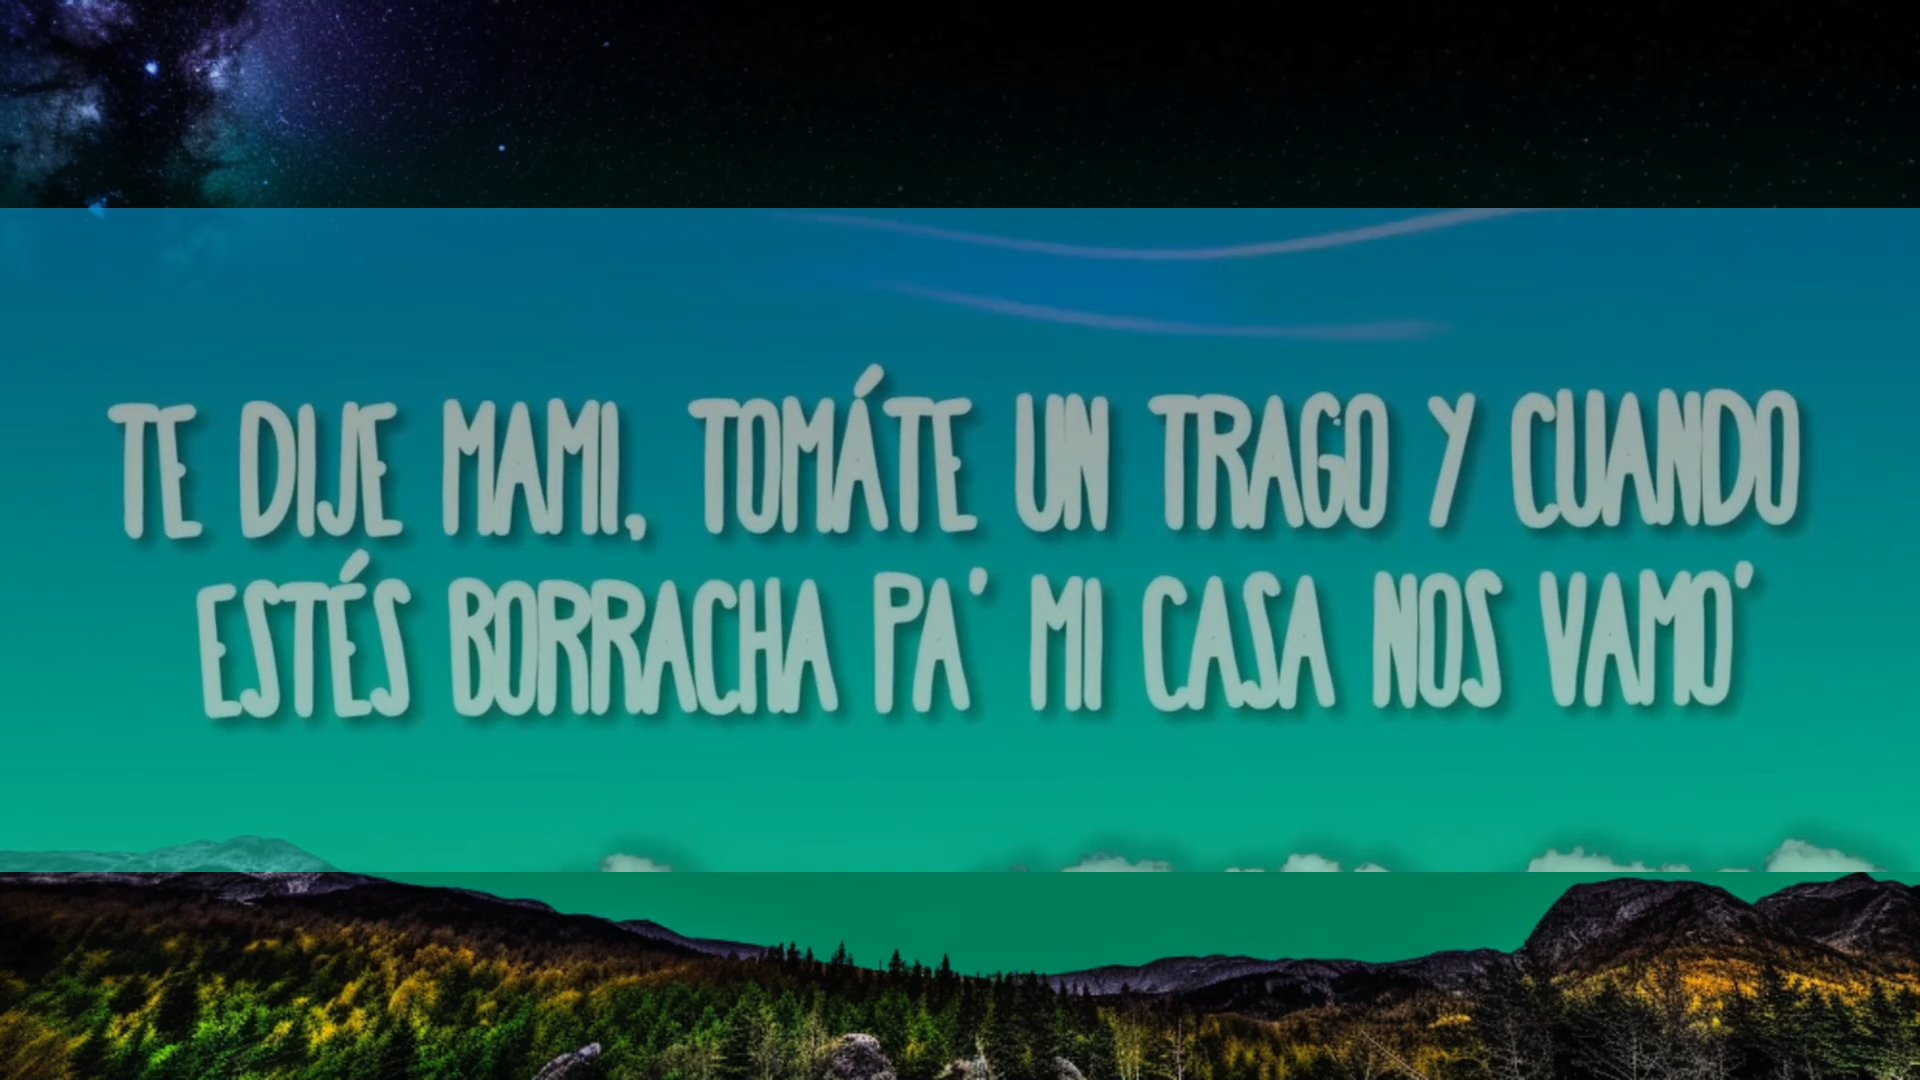 TE DIJE MAMI, TOMÁTE UN TRAGO Y CUANDO
ESTÉS BORRACHA PA' MI CASA NOS VAMO'